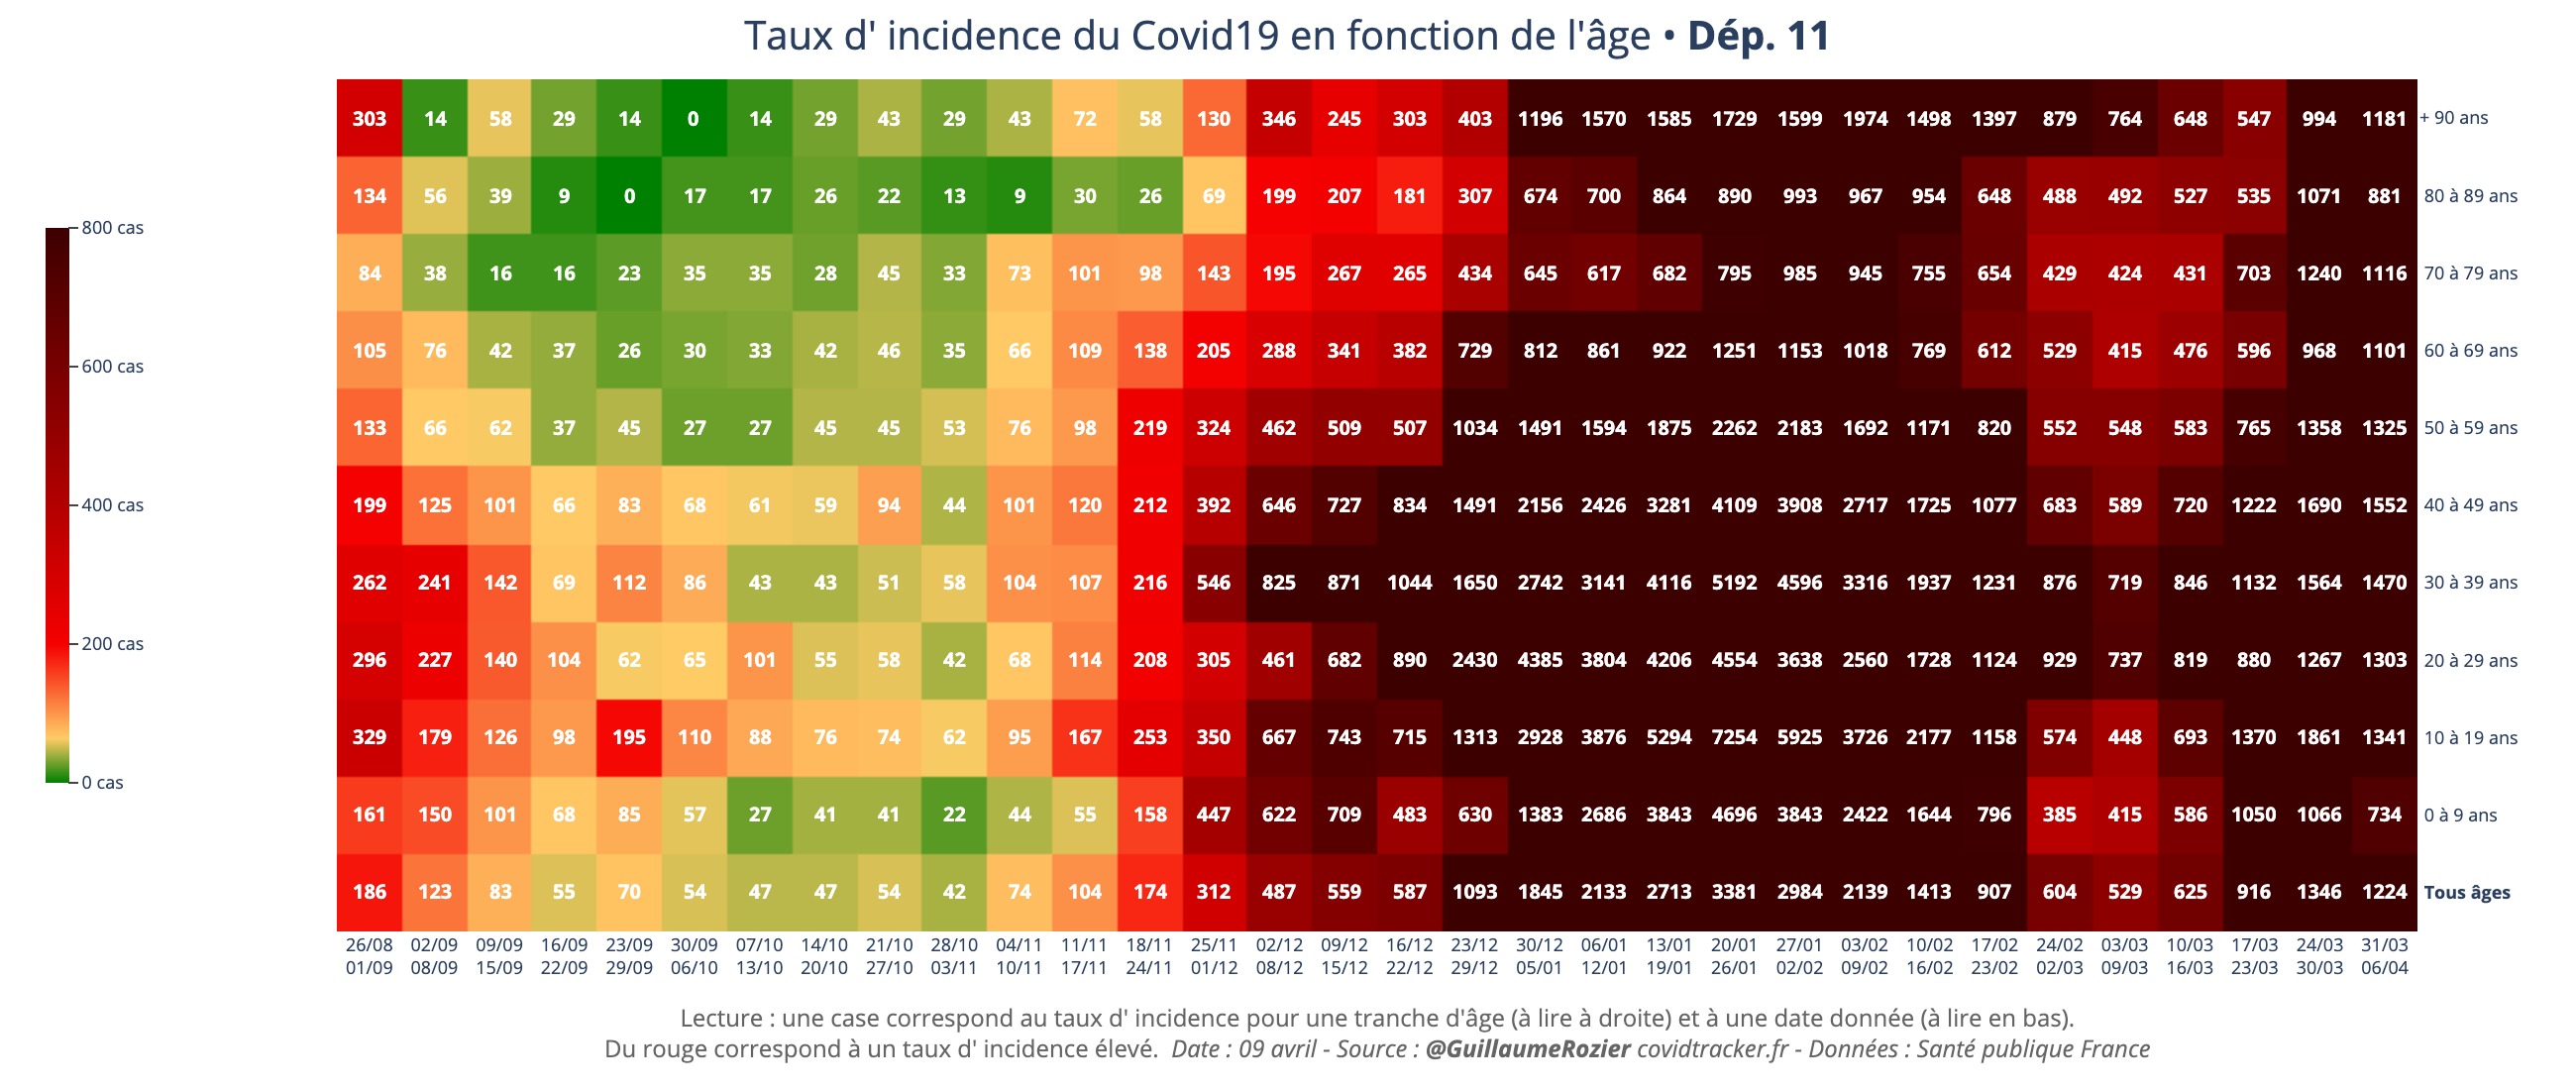 Taux d' incidence du Covid19 en fonction de l'âge • Dép. 11
303 14 58 29 14 0 14 29 43 29 43 72 58 130 346 245 303 403 1196 1570 1585 1729 1599 1974 1498 1397 879 764 648 547 994 1181 + 90 ans
134 56 39 9 0 17 17 26 22 13 9 30 26 69 199 207 181 307 674 700 864 890 993 967 954 648 488 492 527 535 1071 881 80 à 89 ans
800 cas
84 38 16 16 23 35 35 28 45 33 73 101 98 143 195 267 265 434 645 617 682 795 985 945 755 654 429 424 431 703 1240 1116 70 à 79 ans
105 76 42 37 26 30 33 42 46 35 66 109 138 205 288 341 382 729 812 861 922 1251 1153 1018 769 612 529 415 476 596 968 1101 60 à 69 ans
600 cas
133 66 62 37 45 27 27 45 45 53 76 98 219 324 462 509 507 1034 1491 1594 1875 2262 2183 1692 1171 820 552 548 583 765 1358 1325 50 à 59 ans
400 cas
199 125 101 66 83 68 61 59 94 44 101 120 212 392 646 727 834 1491 2156 2426 3281 4109 3908 2717 1725 1077 683 589 720 1222 1690 1552 40 à 49 ans
262 241 142 69 112 86 43 43 51 58 104 107 216 546 825 871 1044 1650 2742 3141 4116 5192 4596 3316 1937 1231 876 719 846 1132 1564 1470 30 à 39 ans
200 cas
296 227 140 104 62 65 101 55 58 42 68 114 208 305 461 682 890 2430 4385 3804 4206 4554 3638 2560 1728 1124 929 737 819 880 1267 1303 20 à 29 ans
329 179 126 98 195 110 88 76 74 62 95 167 253 350 667 743 715 1313 2928 3876 5294 7254 5925 3726 2177 1158 574 448 693 1370 1861 1341 10 à 19 ans
0 cas
161 150 101 68 85 57 27 41 41 22 44 55 158 447 622 709 483 630 1383 2686 3843 4696 3843 2422 1644 796 385 415 586 1050 1066 734 0 à 9 ans
186 123 83 55 70 54 47 47 54 42 74 104 174 312 487 559 587 1093 1845 2133 2713 3381 2984 2139 1413 907 604 529 625 916 1346 1224 Tous âges
26/08 02/09 09/09 16/09 23/09 30/09 07/10 14/10 21/10 28/10 04/11 11/11 18/11 25/11 02/12 09/12 16/12 23/12 30/12 06/01 13/01 20/01 27/01 03/02 10/02 17/02 24/02 03/03 10/03 17/03 24/03 31/03
01/09 08/09 15/09 22/09 29/09 06/10 13/10 20/10 27/10 03/11 10/11 17/11 24/11 01/12 08/12 15/12 22/12 29/12 05/01 12/01 19/01 26/01 02/02 09/02 16/02 23/02 02/03 09/03 16/03 23/03 30/03 06/04
Lecture : une case correspond au taux d' incidence pour une tranche d'âge (à lire à droite) et à une date donnée (à lire en bas).
Du rouge correspond à un taux d' incidence élevé. Date : 09 avril - Source : @GuillaumeRozier covidtracker.fr - Données : Santé publique France